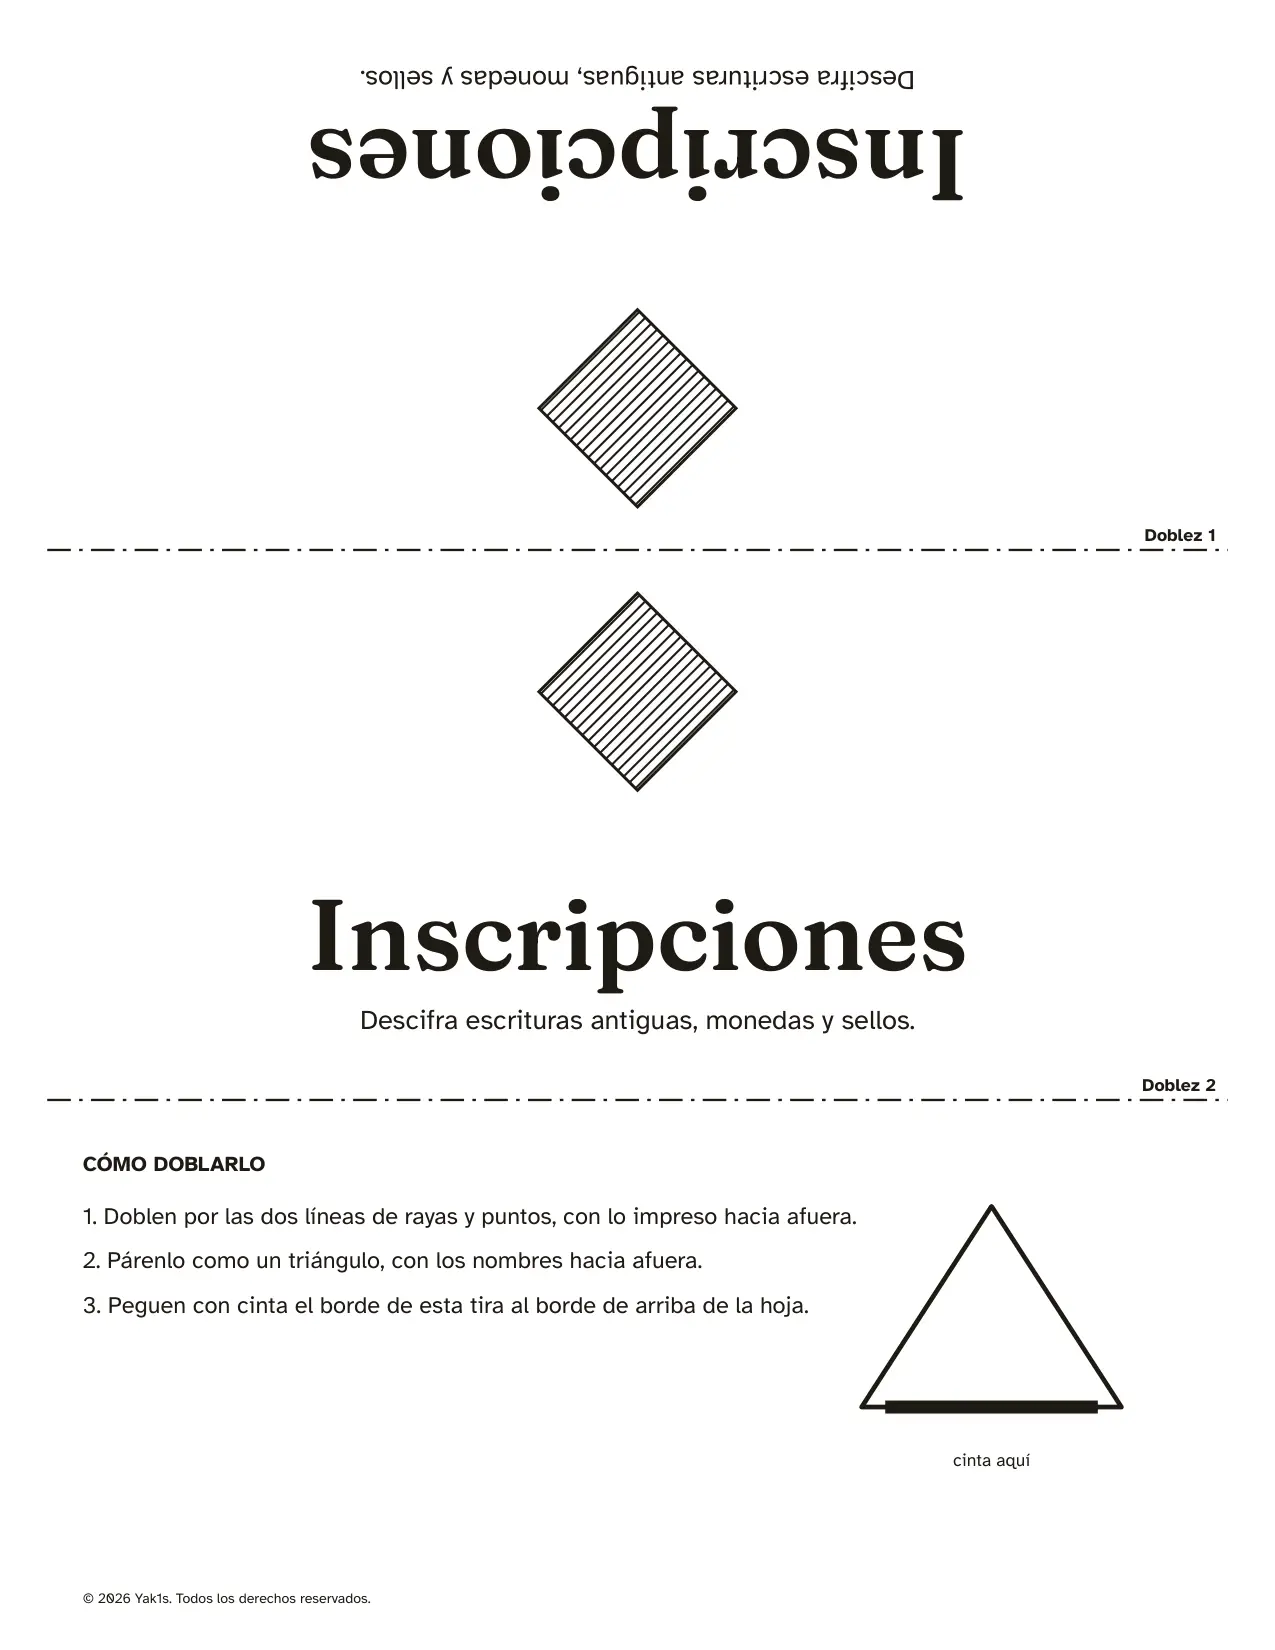 Descifra escrituras antiguas, monedas y sellos.
Inscripciones
Doblez 1
Inscripciones
Descifra escrituras antiguas, monedas y sellos.
Doblez 2
CÓMO DOBLARLO
1. Doblen por las dos líneas de rayas y puntos, con lo impreso hacia afuera.
2. Párenlo como un triángulo, con los nombres hacia afuera.
3. Peguen con cinta el borde de esta tira al borde de arriba de la hoja.
cinta aquí
© 2026 Yak1s. Todos los derechos reservados.